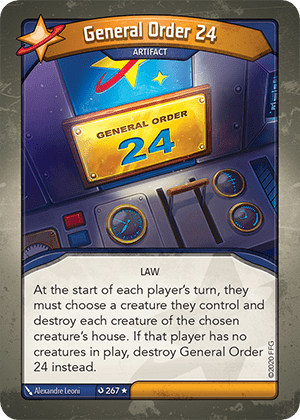 General Order 24
ARTIFACT
GENERAL ORDER
24
LAW
At the start of each player's turn, they
must choose a creature they control and
destroy each creature of the chosen
creature's house. If that player has no
creatures in play, destroy General Order
24 instead.
©2020 FFG
Alexandre Leoni
267